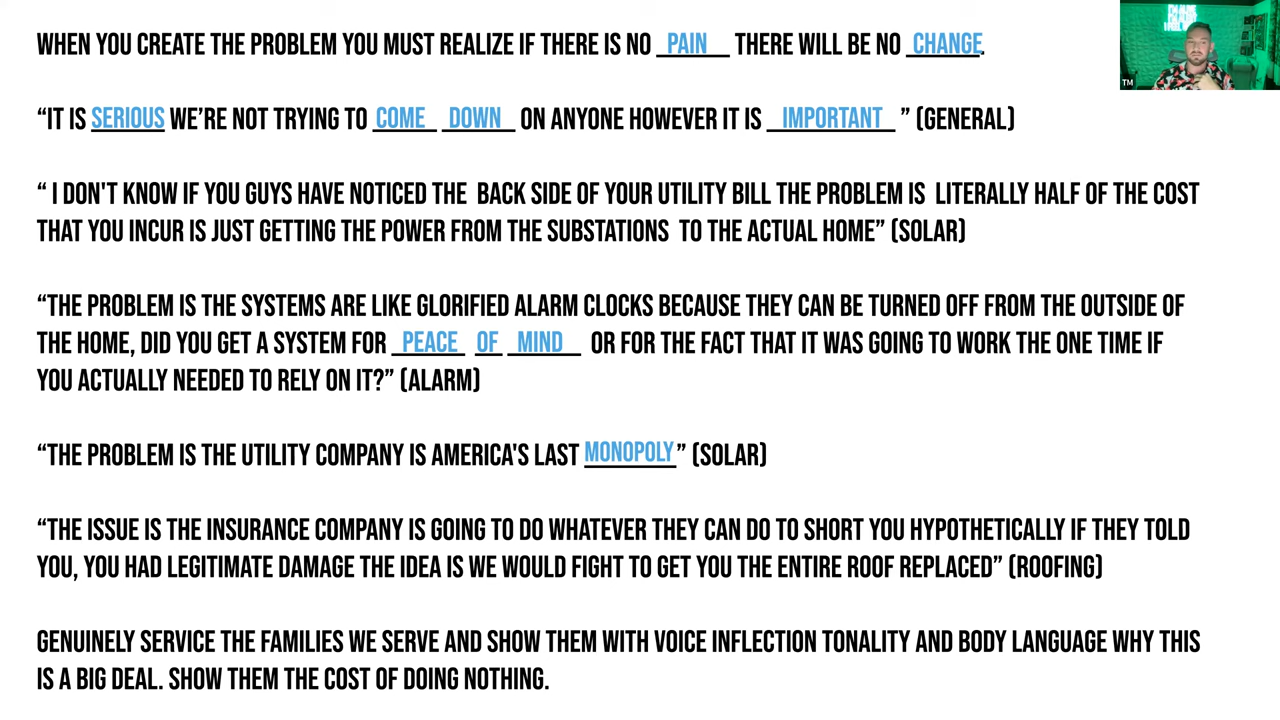 WHEN YOU CREATE THE PROBLEM YOU MUST REALIZE IF THERE IS NO PAIN THERE WILL BE NO CHANGE.
“IT IS SERIOUS WE’RE NOT TRYING TO COME DOWN ON ANYONE HOWEVER IT IS IMPORTANT ” (GENERAL)
“ I DON'T KNOW IF YOU GUYS HAVE NOTICED THE BACK SIDE OF YOUR UTILITY BILL THE PROBLEM IS LITERALLY HALF OF THE COST
THAT YOU INCUR IS JUST GETTING THE POWER FROM THE SUBSTATIONS TO THE ACTUAL HOME” (SOLAR)
“THE PROBLEM IS THE SYSTEMS ARE LIKE GLORIFIED ALARM CLOCKS BECAUSE THEY CAN BE TURNED OFF FROM THE OUTSIDE OF
THE HOME, DID YOU GET A SYSTEM FOR PEACE OF MIND OR FOR THE FACT THAT IT WAS GOING TO WORK THE ONE TIME IF
YOU ACTUALLY NEEDED TO RELY ON IT?” (ALARM)
“THE PROBLEM IS THE UTILITY COMPANY IS AMERICA'S LAST MONOPOLY” (SOLAR)
“THE ISSUE IS THE INSURANCE COMPANY IS GOING TO DO WHATEVER THEY CAN DO TO SHORT YOU HYPOTHETICALLY IF THEY TOLD
YOU, YOU HAD LEGITIMATE DAMAGE THE IDEA IS WE WOULD FIGHT TO GET YOU THE ENTIRE ROOF REPLACED” (ROOFING)
GENUINELY SERVICE THE FAMILIES WE SERVE AND SHOW THEM WITH VOICE INFLECTION TONALITY AND BODY LANGUAGE WHY THIS
IS A BIG DEAL. SHOW THEM THE COST OF DOING NOTHING.
TM